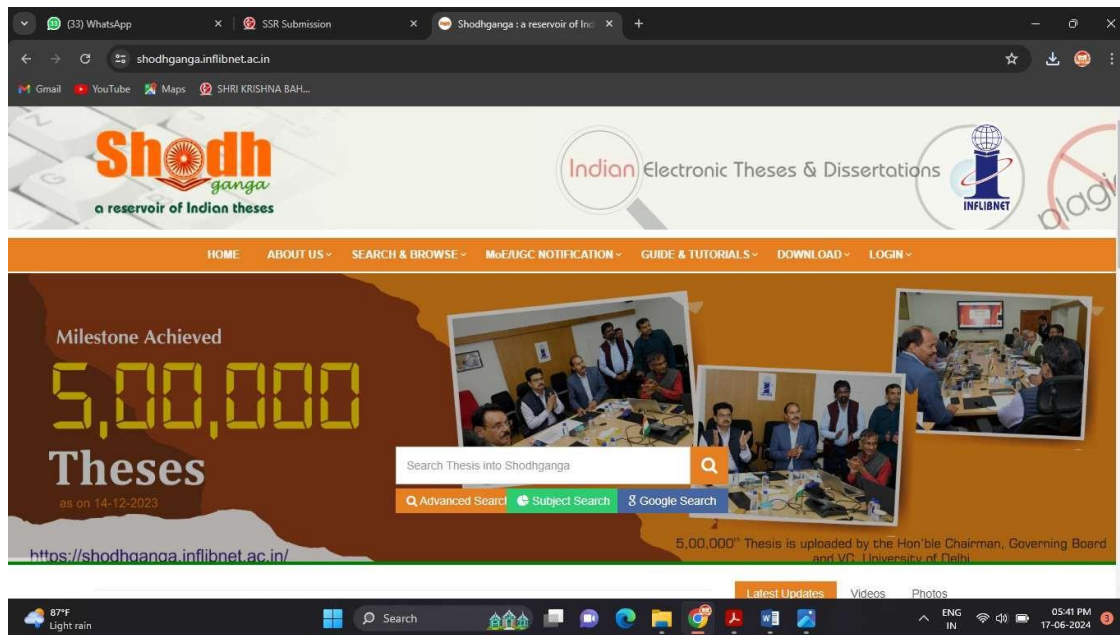 (33) WhatsApp
SSR Submission
Shodhganga : a reservoir of Ind
shodhganga.inflibnet.ac.in
Gmail YouTube Maps SHRI KRISHNA BAH...
Shodh
ganga
a reservoir of Indian theses
Indian Electronic Theses & Dissertations
INFLIBNET
plagi
HOME ABOUT US SEARCH & BROWSE MoE/UGC NOTIFICATION GUIDE & TUTORIALS DOWNLOAD LOGIN
Milestone Achieved
5,00,000
Theses
as on 14-12-2023
https://shodhganga.inflibnet.ac.in/
Search Thesis into Shodhganga
Advanced Search Subject Search Google Search
5,00,000th Thesis is uploaded by the Hon'ble Chairman, Governing Board
and VC, University of Delhi
Latest Updates Videos Photos
87°F
Light rain
Search
ENG
IN
05:41 PM
17-06-2024
3